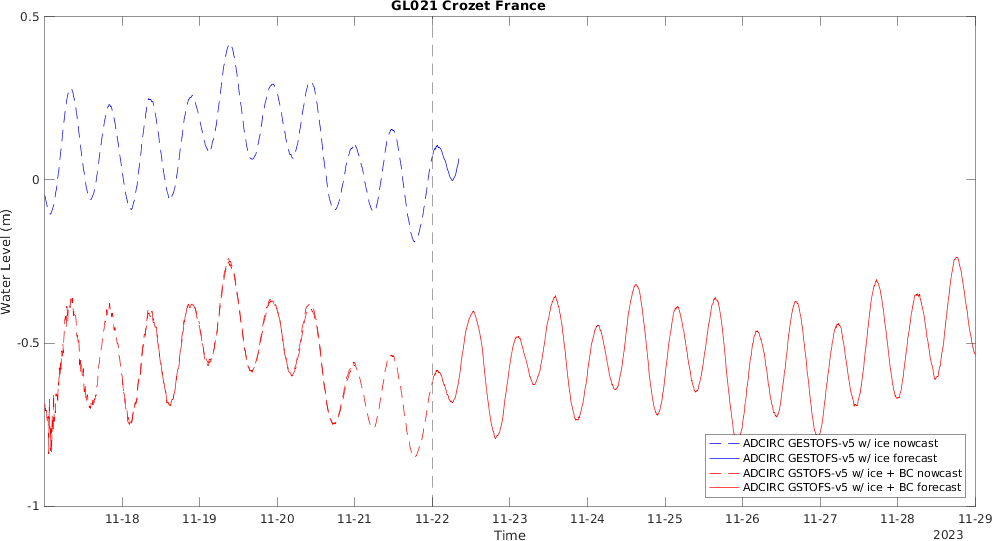 GL021 Crozet France
Water Level (m)
0.5
0
-0.5
-1
ADCIRC GESTOFS-v5 w/ ice nowcast
ADCIRC GESTOFS-v5 w/ ice forecast
ADCIRC GSTOFS-v5 w/ ice + BC nowcast
ADCIRC GSTOFS-v5 w/ ice + BC forecast
11-18 11-19 11-20 11-21 11-22 11-23 11-24 11-25 11-26 11-27 11-28 11-29
Time
2023